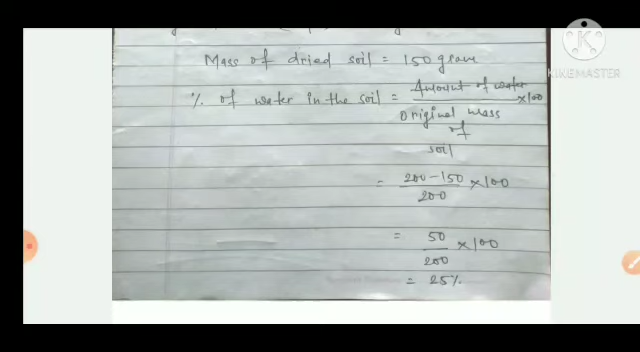 Mass of dried soil = 150 gram
% of water in the soil = Amount of water / Original mass of soil ×100
= 200-150 / 200 ×100
= 50 / 200 ×100
= 25%
KINEMASTER